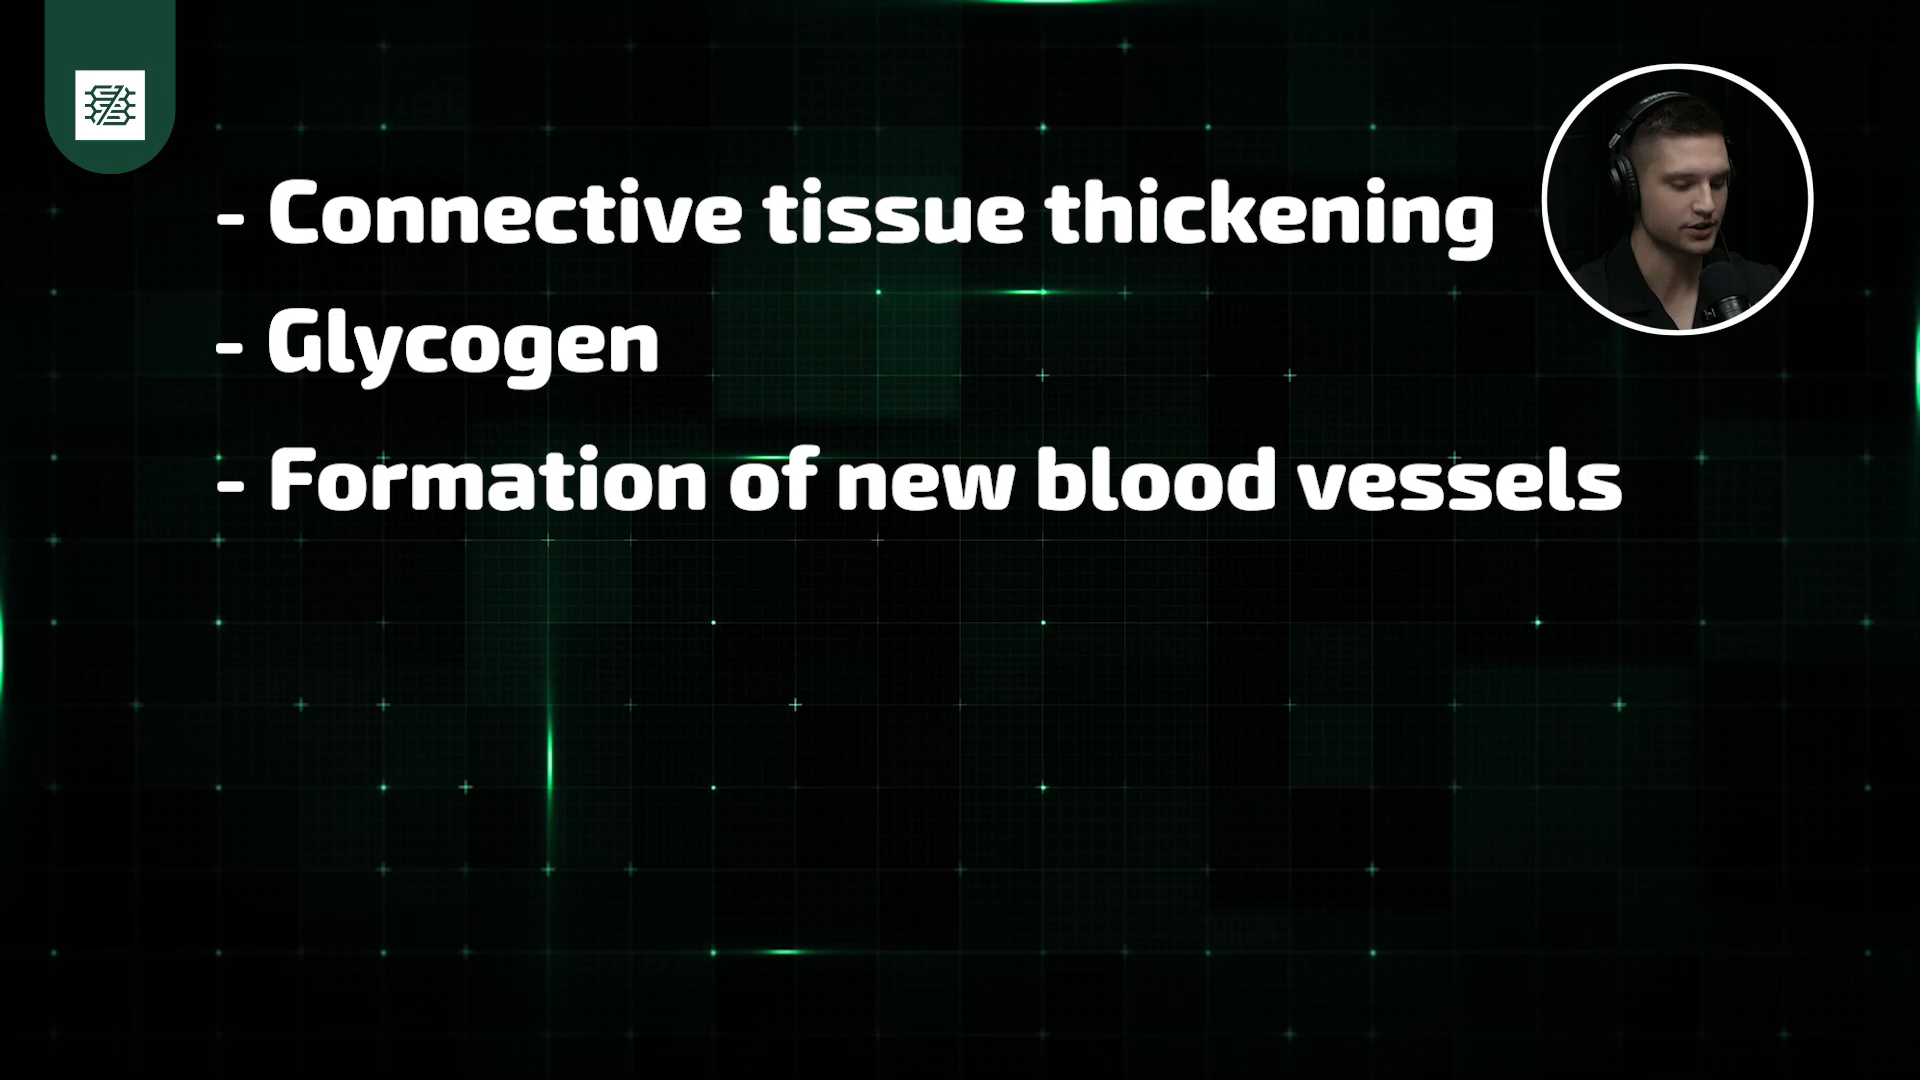 - Connective tissue thickening
- Glycogen
- Formation of new blood vessels